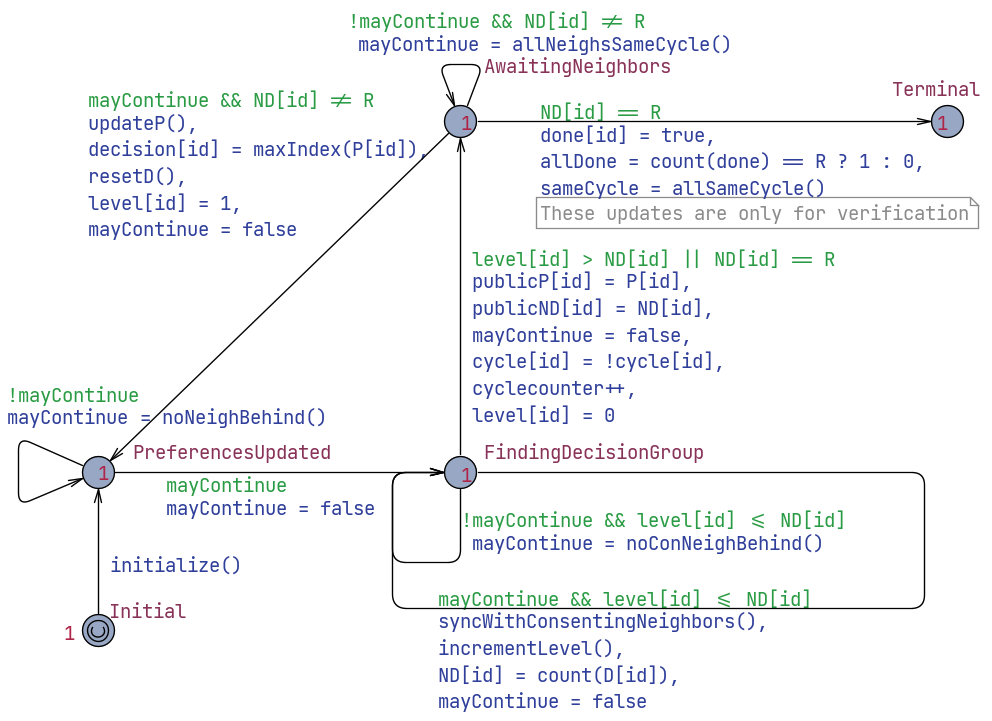 !mayContinue && ND[id] ≠ R
mayContinue = allNeighsSameCycle()
AwaitingNeighbors
Terminal
mayContinue && ND[id] ≠ R
updateP(),
decision[id] = maxIndex(P[id]),
resetD(),
level[id] = 1,
mayContinue = false
1
1
ND[id] == R
done[id] = true,
allDone = count(done) == R ? 1 : 0,
sameCycle = allSameCycle()
These updates are only for verification
level[id] > ND[id] || ND[id] == R
publicP[id] = P[id],
publicND[id] = ND[id],
mayContinue = false,
cycle[id] = !cycle[id],
cyclecounter++,
level[id] = 0
!mayContinue
mayContinue = noNeighBehind()
PreferencesUpdated
FindingDecisionGroup
1
1
mayContinue
mayContinue = false
!mayContinue && level[id] ≤ ND[id]
mayContinue = noConNeighBehind()
initialize()
Initial
1
mayContinue && level[id] ≤ ND[id]
syncWithConsentingNeighbors(),
incrementLevel(),
ND[id] = count(D[id]),
mayContinue = false